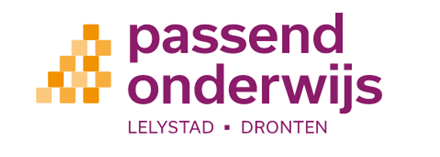 passend
onderwijs
LELYSTAD ▪ DRONTEN